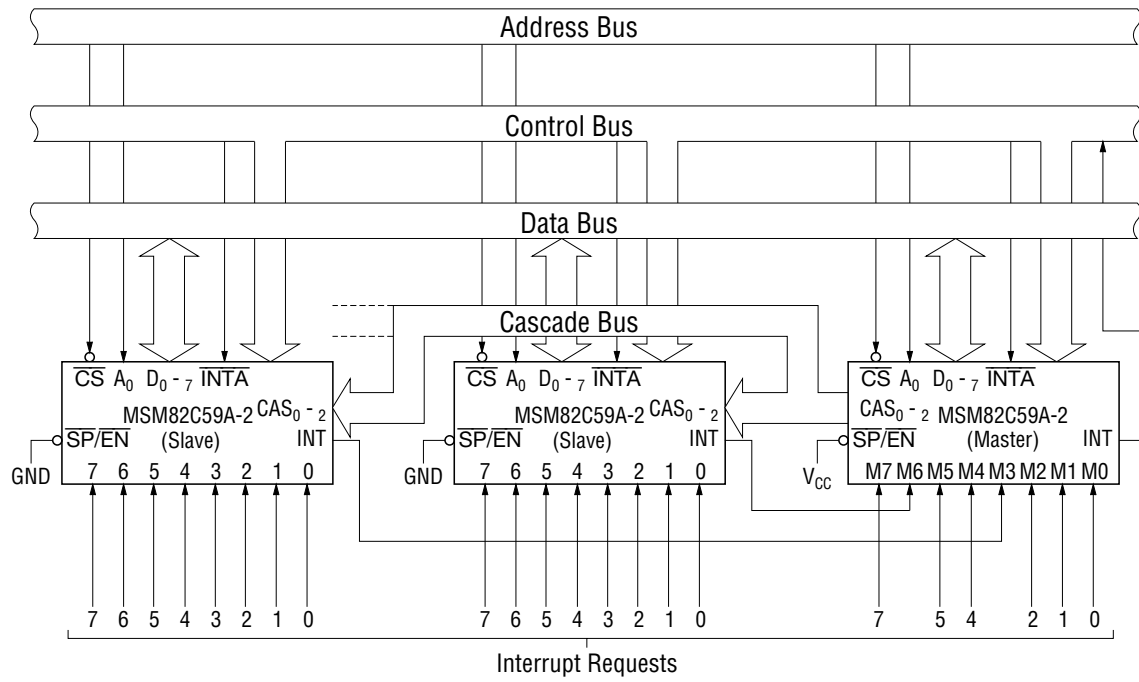 Address Bus
Control Bus
Data Bus
Cascade Bus
CS A0 D0 - 7 INTA
MSM82C59A-2 CAS0 - 2
SP/EN (Slave) INT
GND
7 6 5 4 3 2 1 0
CS A0 D0 - 7 INTA
MSM82C59A-2 CAS0 - 2
SP/EN (Slave) INT
GND
7 6 5 4 3 2 1 0
CS A0 D0 - 7 INTA
CAS0 - 2 MSM82C59A-2
SP/EN (Master) INT
VCC
M7 M6 M5 M4 M3 M2 M1 M0
7 6 5 4 3 2 1 0
7 6 5 4 3 2 1 0
7 5 4 2 1 0
Interrupt Requests